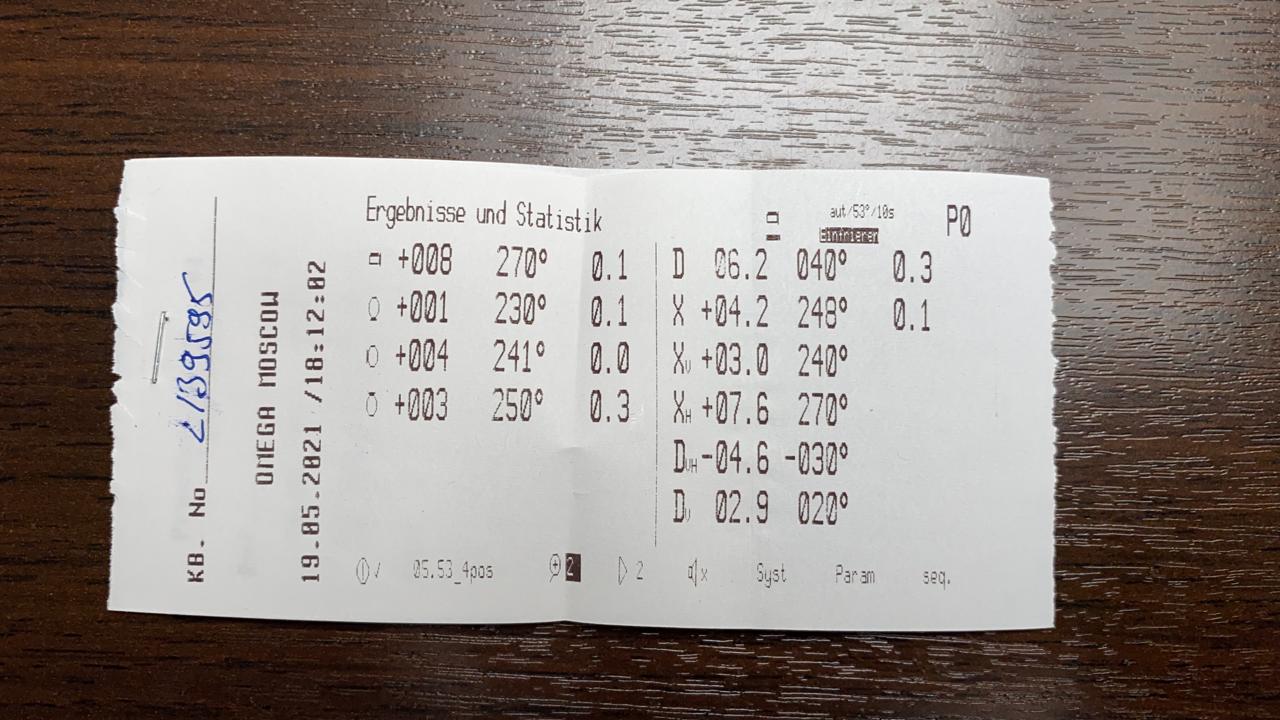 KB. No 2139595
OMEGA MOSCOW
19.05.2021 /18:12:02
Ergebnisse und Statistik
aut/53°/10s
P0
+008 270° 0.1
+001 230° 0.1
+004 241° 0.0
+003 250° 0.3
D 06.2 040° 0.3
X +04.2 248° 0.1
Xv +03.0 240°
XH +07.6 270°
DVH -04.6 -030°
DV 02.9 020°
05.53_4pos 2 2 x Syst Param seq.